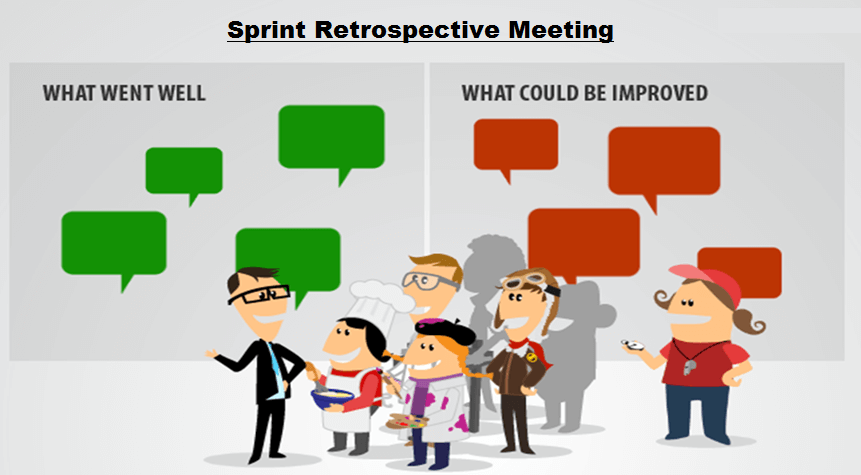 Sprint Retrospective Meeting
WHAT WENT WELL
WHAT COULD BE IMPROVED